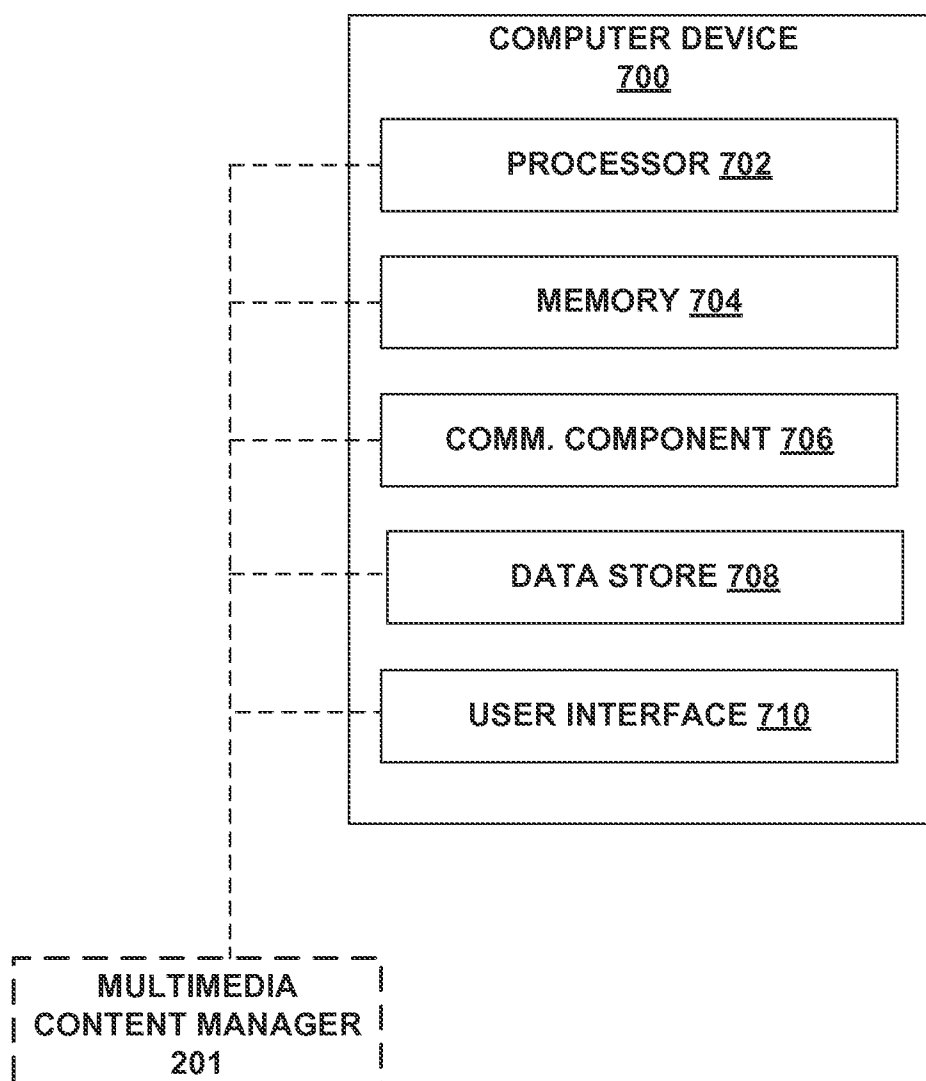 COMPUTER DEVICE
700
PROCESSOR 702
MEMORY 704
COMM. COMPONENT 706
DATA STORE 708
USER INTERFACE 710
MULTIMEDIA
CONTENT MANAGER
201